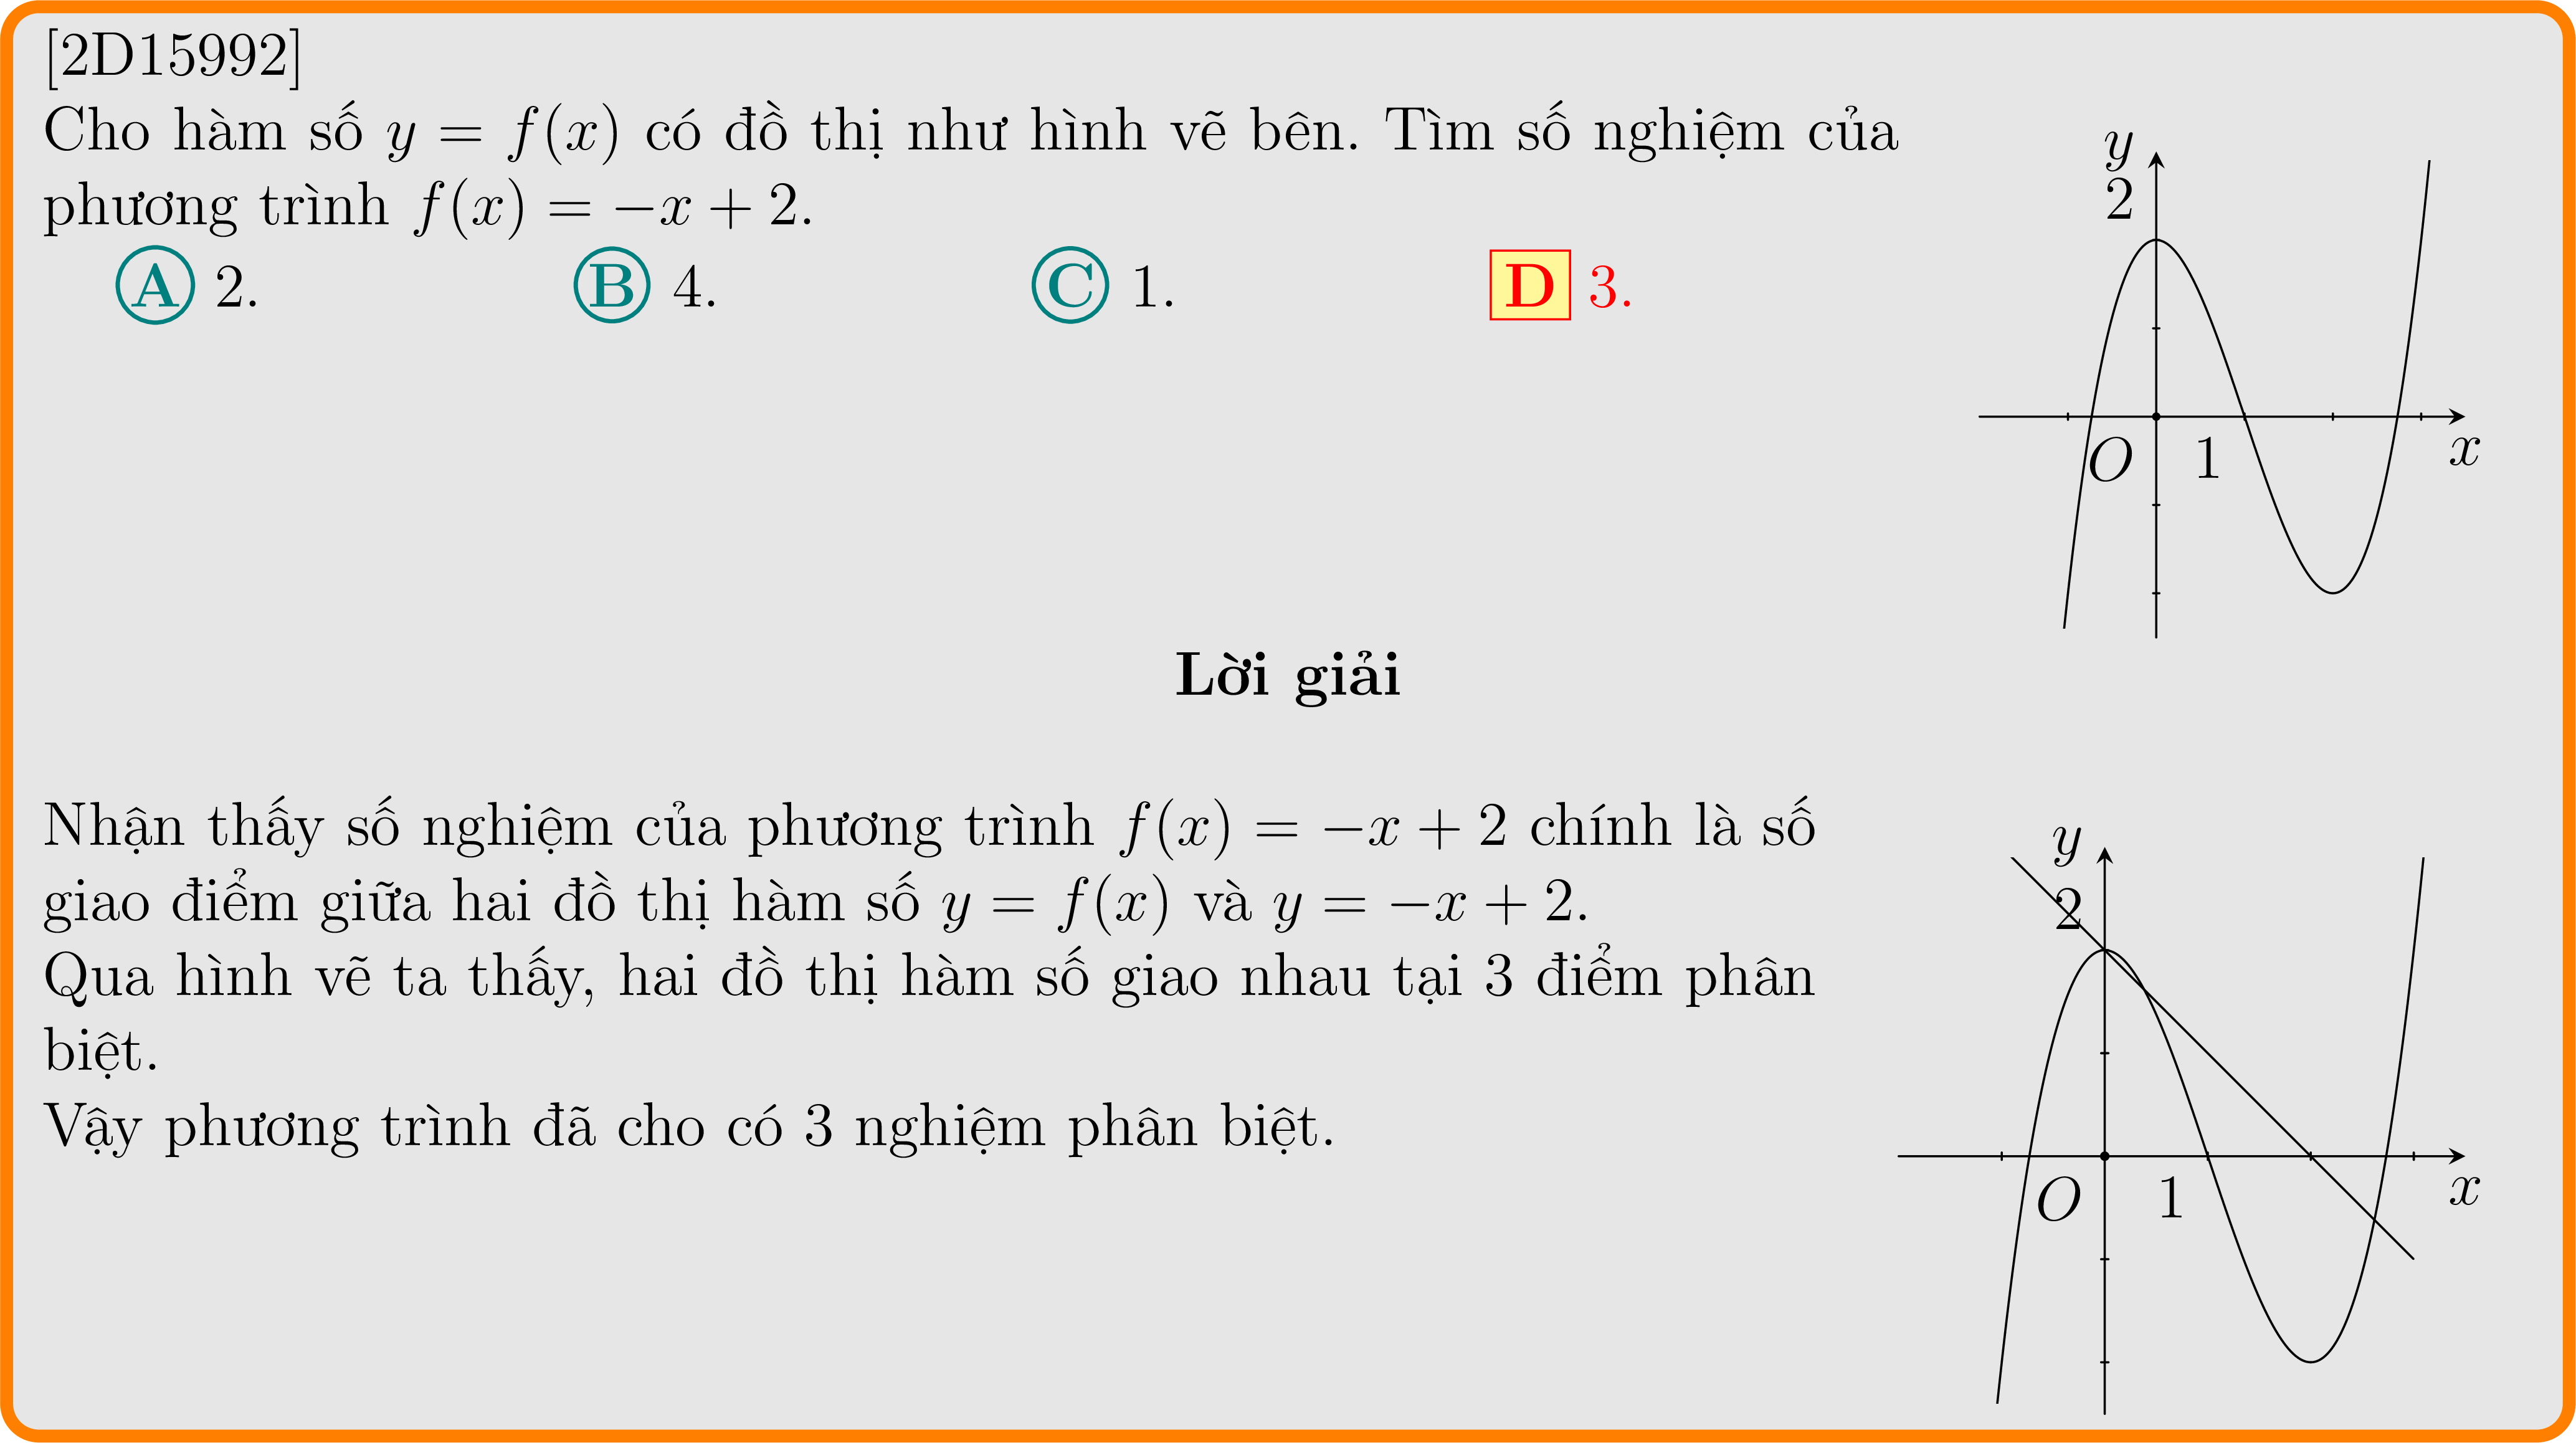 [2D15992]
Cho hàm số y = f(x) có đồ thị như hình vẽ bên. Tìm số nghiệm của
phương trình f(x) = −x + 2.
A 2.
B 4.
C 1.
D 3.
y
2
O
1
x
Lời giải
Nhận thấy số nghiệm của phương trình f(x) = −x + 2 chính là số
giao điểm giữa hai đồ thị hàm số y = f(x) và y = −x + 2.
Qua hình vẽ ta thấy, hai đồ thị hàm số giao nhau tại 3 điểm phân
biệt.
Vậy phương trình đã cho có 3 nghiệm phân biệt.
y
2
O
1
x